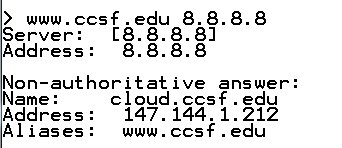 > www.ccsf.edu 8.8.8.8
Server:  [8.8.8.8]
Address:  8.8.8.8

Non-authoritative answer:
Name:    cloud.ccsf.edu
Address:  147.144.1.212
Aliases:  www.ccsf.edu